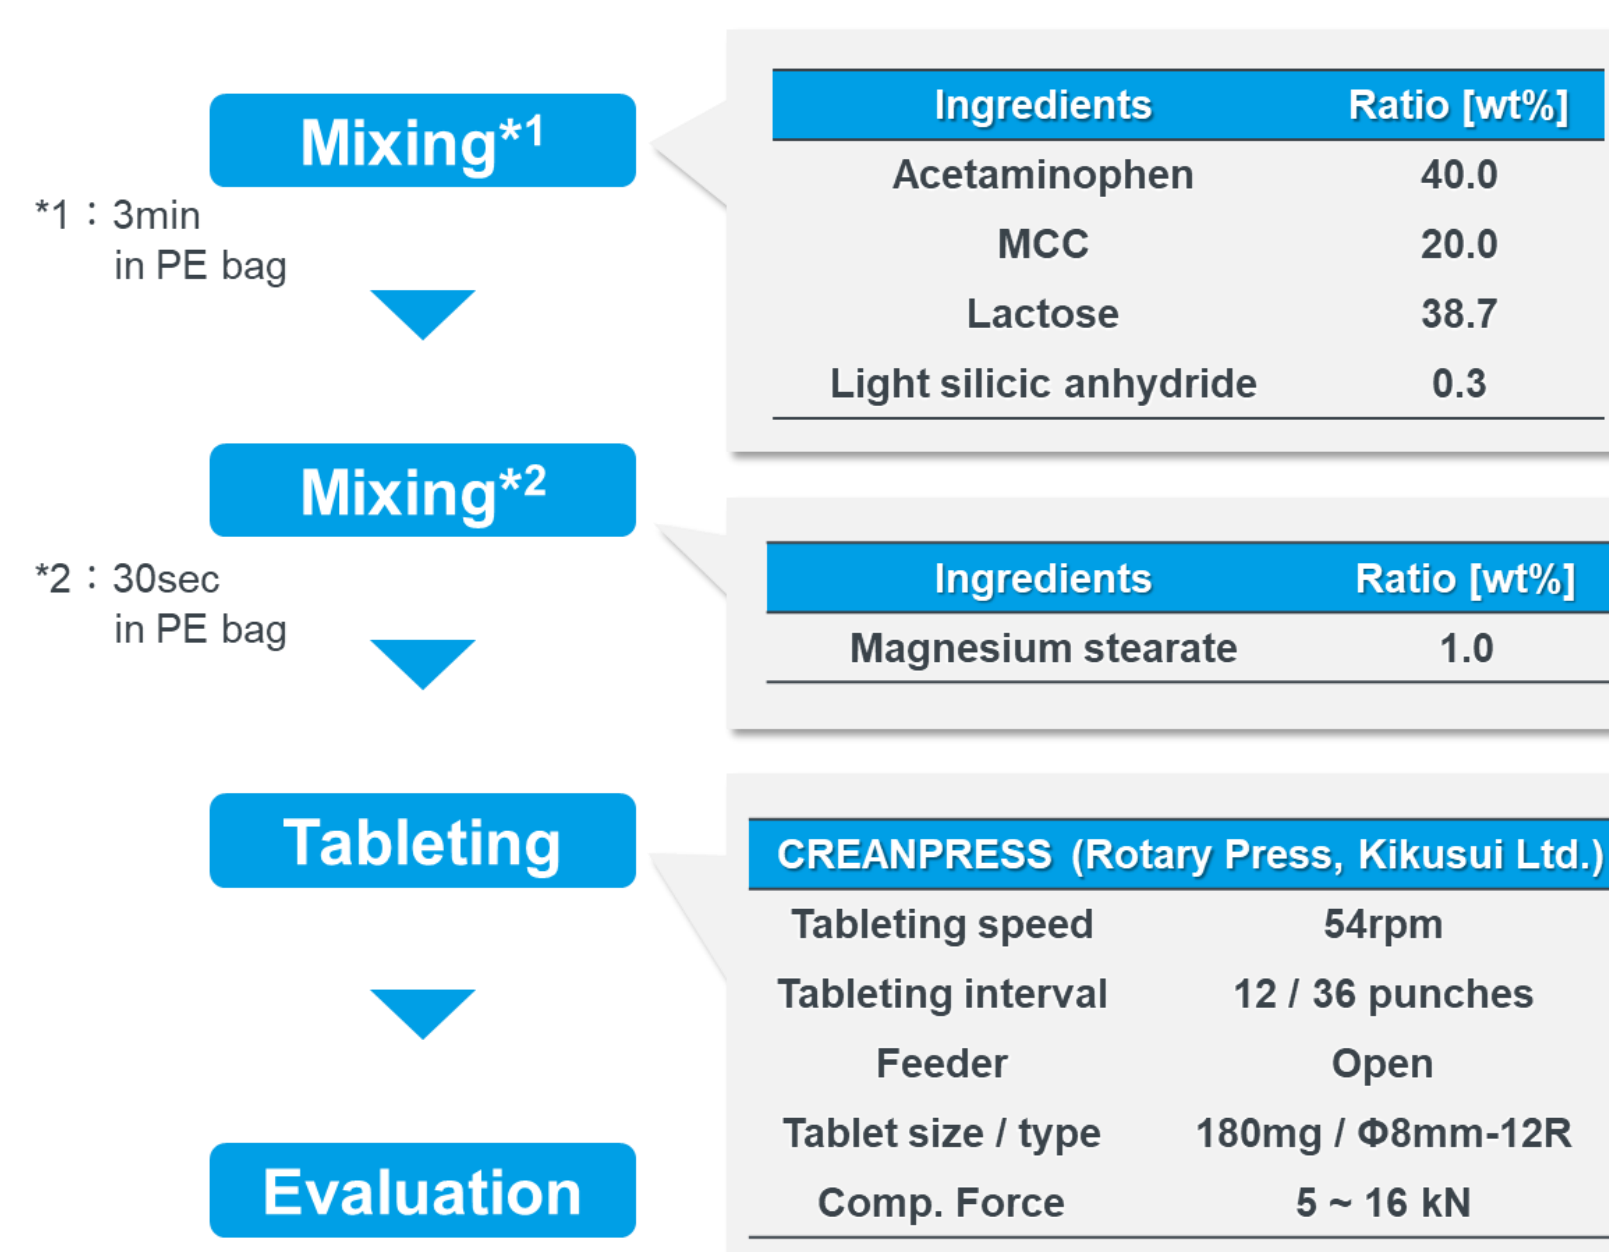 Mixing*1
*1：3min
in PE bag
Ingredients Ratio [wt%]
Acetaminophen 40.0
MCC 20.0
Lactose 38.7
Light silicic anhydride 0.3
Mixing*2
*2：30sec
in PE bag
Ingredients Ratio [wt%]
Magnesium stearate 1.0
Tableting
CREANPRESS (Rotary Press, Kikusui Ltd.)
Tableting speed 54rpm
Tableting interval 12 / 36 punches
Feeder Open
Tablet size / type 180mg / Φ8mm-12R
Comp. Force 5 ~ 16 kN
Evaluation